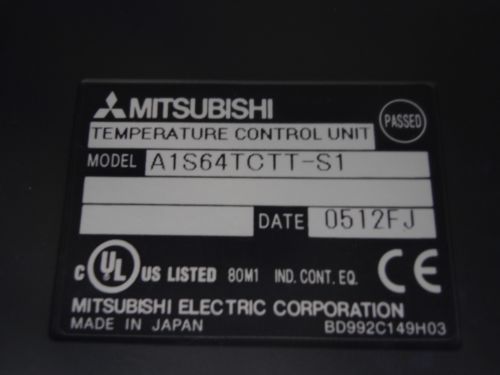 MITSUBISHI
PASSED
TEMPERATURE CONTROL UNIT
MODEL A1S64TCTT-S1
DATE 0512FJ
C UL US LISTED 80M1 IND. CONT. EQ. CE
MITSUBISHI ELECTRIC CORPORATION
MADE IN JAPAN BD992C149H03